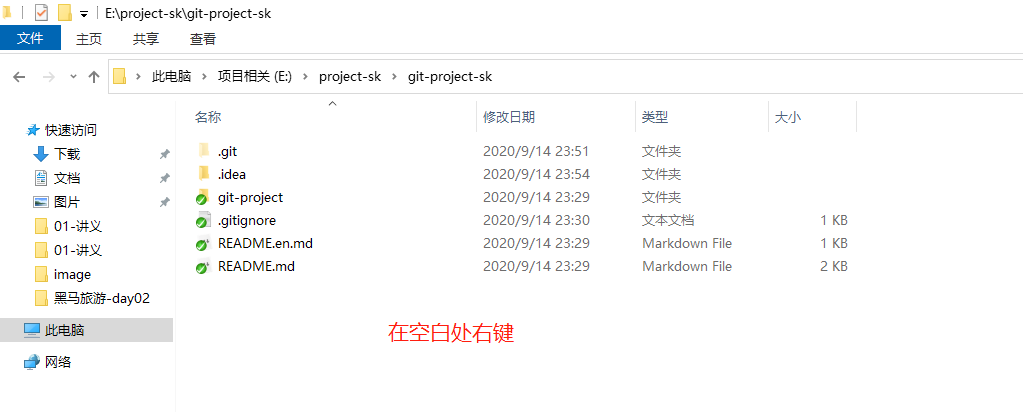 E:\project-sk\git-project-sk
文件 主页 共享 查看
此电脑 项目相关 (E:) project-sk git-project-sk
名称 修改日期 类型 大小
快速访问
下载
文档
图片
01-讲义
01-讲义
image
黑马旅游-day02
此电脑
网络
.git 2020/9/14 23:51 文件夹
.idea 2020/9/14 23:54 文件夹
git-project 2020/9/14 23:29 文件夹
.gitignore 2020/9/14 23:30 文本文档 1 KB
README.en.md 2020/9/14 23:29 Markdown File 1 KB
README.md 2020/9/14 23:29 Markdown File 2 KB
在空白处右键